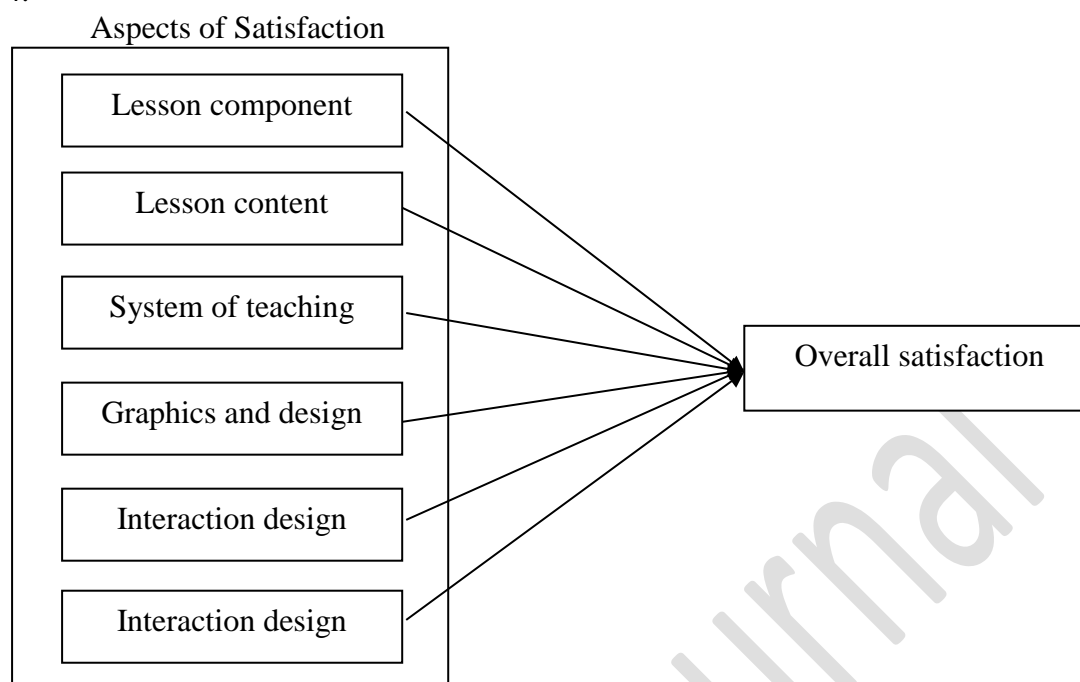 Aspects of Satisfaction
Lesson component
Lesson content
System of teaching
Overall satisfaction
Graphics and design
Interaction design
Interaction design
urnal